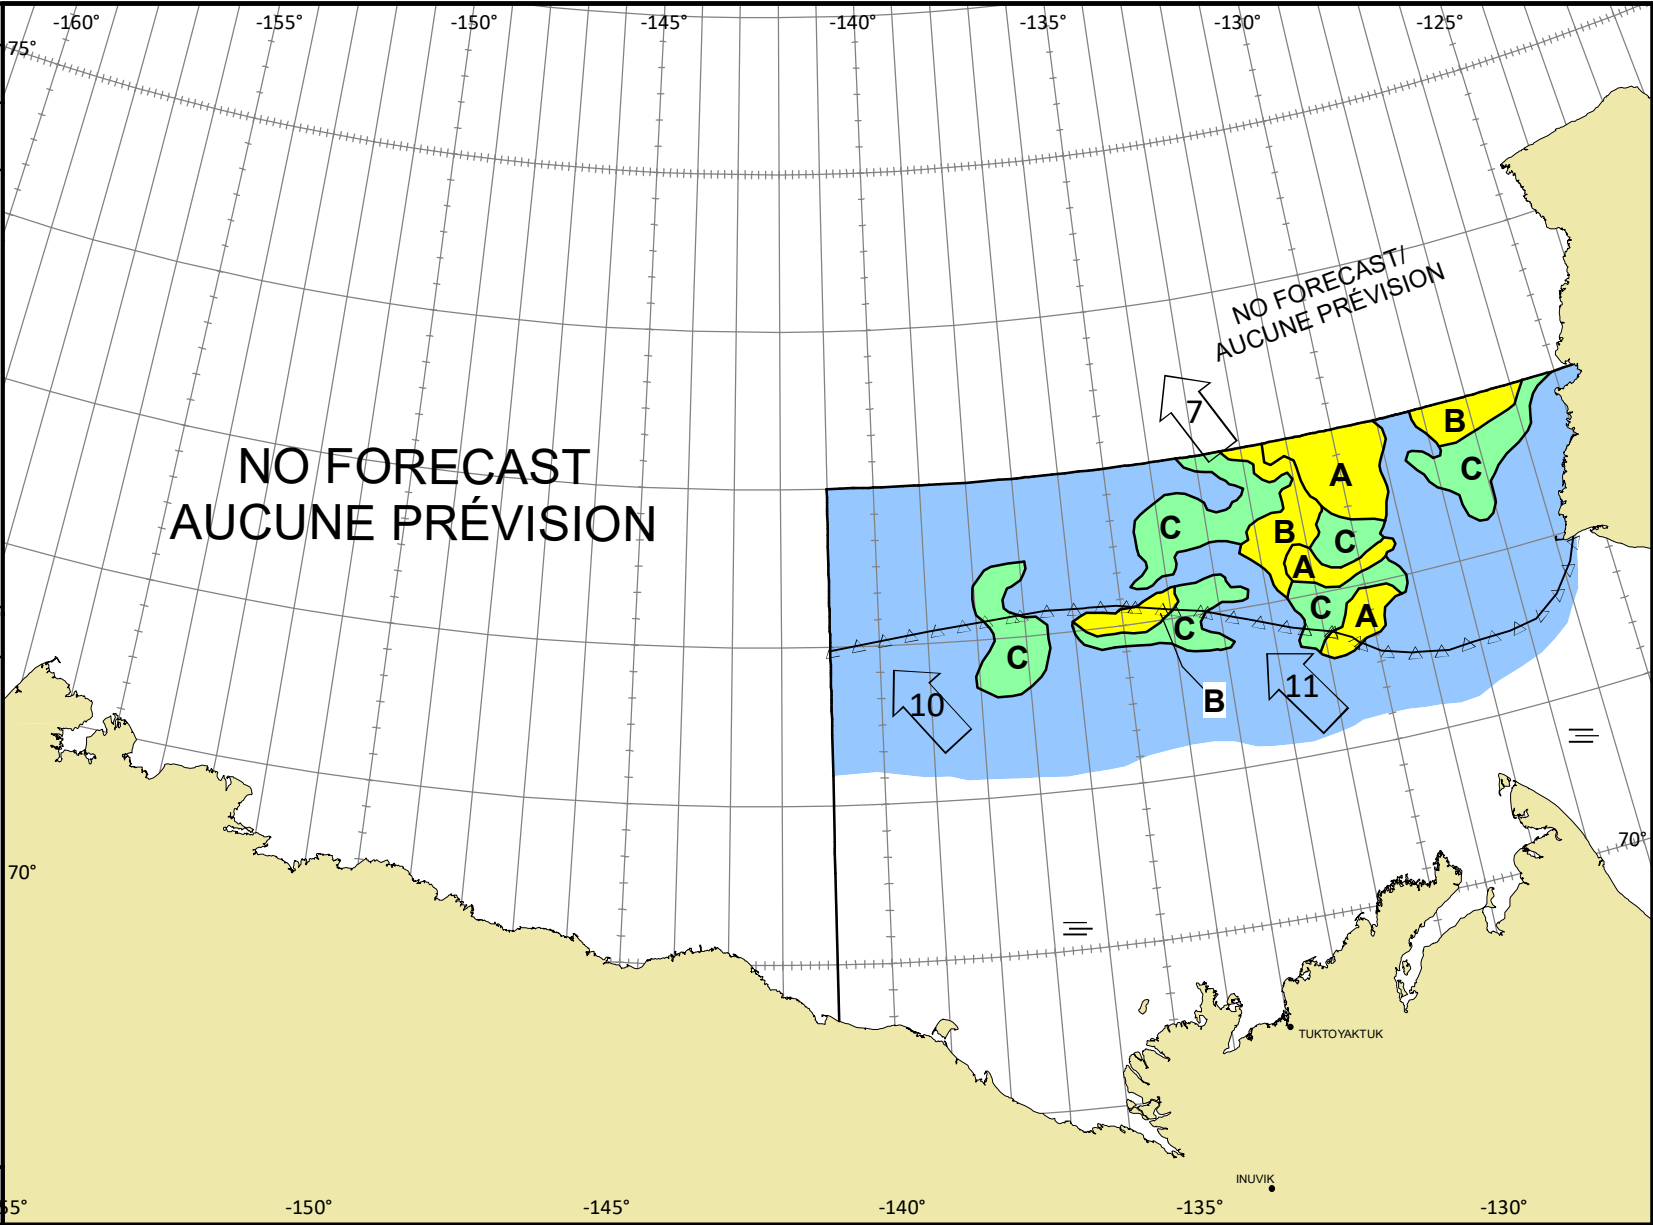 -160°
-155°
-150°
-145°
-140°
-135°
-130°
-125°
75°
NO FORECAST/
AUCUNE PRÉVISION
7
NO FORECAST
AUCUNE PRÉVISION
B
A
C
C
B
C
A
C
A
C
C
B
10
11
70°
70°
TUKTOYAKTUK
INUVIK
55°
-150°
-145°
-140°
-135°
-130°